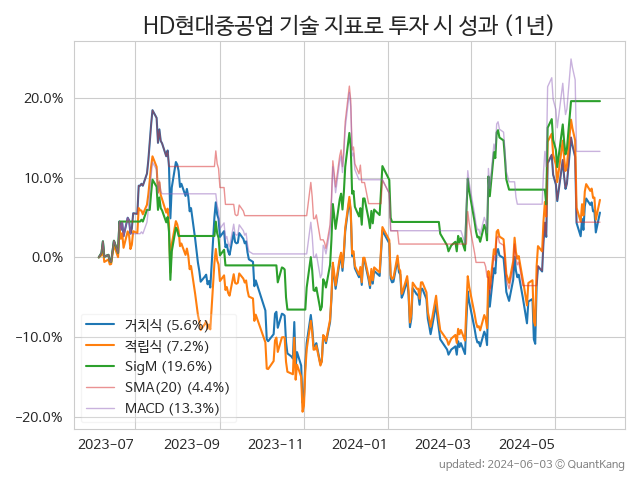 HD현대중공업 기술 지표로 투자 시 성과 (1년)
20.0%
10.0%
0.0%
−10.0%
−20.0%
거치식 (5.6%)
적립식 (7.2%)
SigM (19.6%)
SMA(20) (4.4%)
MACD (13.3%)
2023-07
2023-09
2023-11
2024-01
2024-03
2024-05
updated: 2024-06-03 ⓒ QuantKang